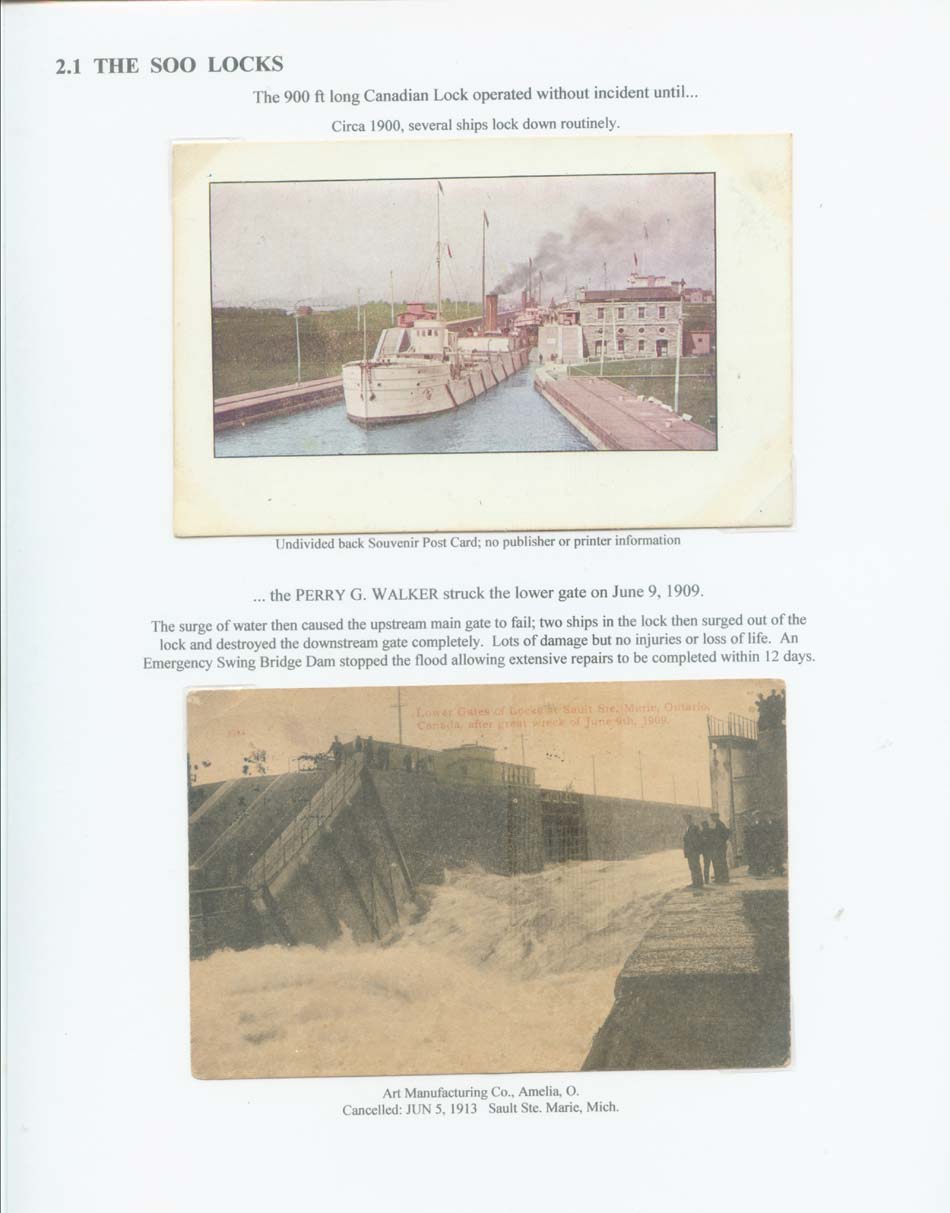 2.1 THE SOO LOCKS
The 900 ft long Canadian Lock operated without incident until...
Circa 1900, several ships lock down routinely.
Undivided back Souvenir Post Card; no publisher or printer information
... the PERRY G. WALKER struck the lower gate on June 9, 1909.
The surge of water then caused the upstream main gate to fail; two ships in the lock then surged out of the
lock and destroyed the downstream gate completely. Lots of damage but no injuries or loss of life. An
Emergency Swing Bridge Dam stopped the flood allowing extensive repairs to be completed within 12 days.
Lower Gates of Locks at Sault Ste. Marie, Ontario,
Canada, after great wreck of June 9th, 1909.
Art Manufacturing Co., Amelia, O.
Cancelled: JUN 5, 1913 Sault Ste. Marie, Mich.